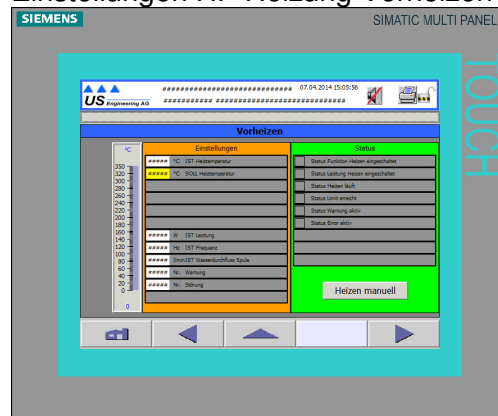 Einstellungen HF Heizung Vorheizen
SIEMENS
SIMATIC MULTI PANEL
TOUCH
US Engineering AG
############################## 07.04.2014 15:05:56
########### ##############################
Vorheizen
°C
350
320
300
280
260
240
220
200
180
160
140
120
100
80
60
40
20
0
0
Einstellungen
##### °C IST Heiztemperatur
##### °C SOLL Heiztemperatur
##### W IST Leistung
##### Hz IST Frequenz
##### l/min IST Wasserdurchfluss Spule
##### Nr. Warnung
##### Nr. Störung
Status
Status Funktion Heizen eingeschaltet
Status Leistung Heizen eingeschaltet
Status Heizen läuft
Status Limit erreicht
Status Warnung aktiv
Status Error aktiv
Heizen manuell